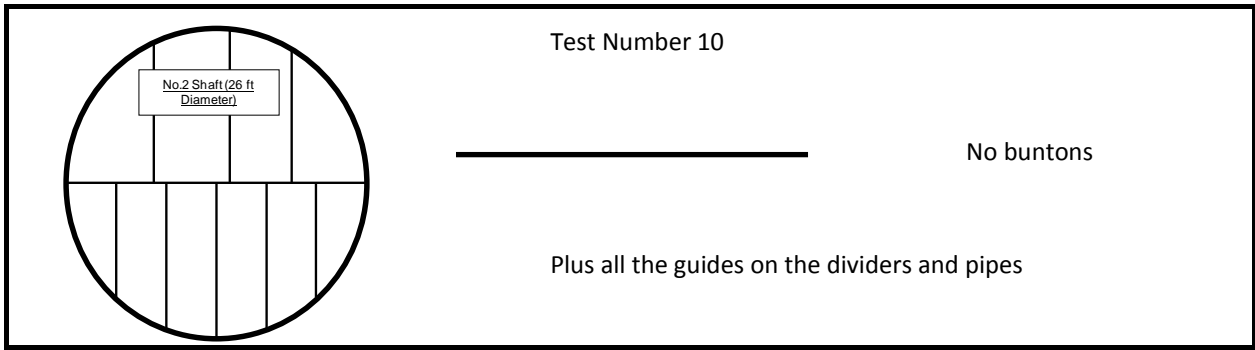 Test Number 10
No.2 Shaft (26 ft
Diameter)
No buntons
Plus all the guides on the dividers and pipes